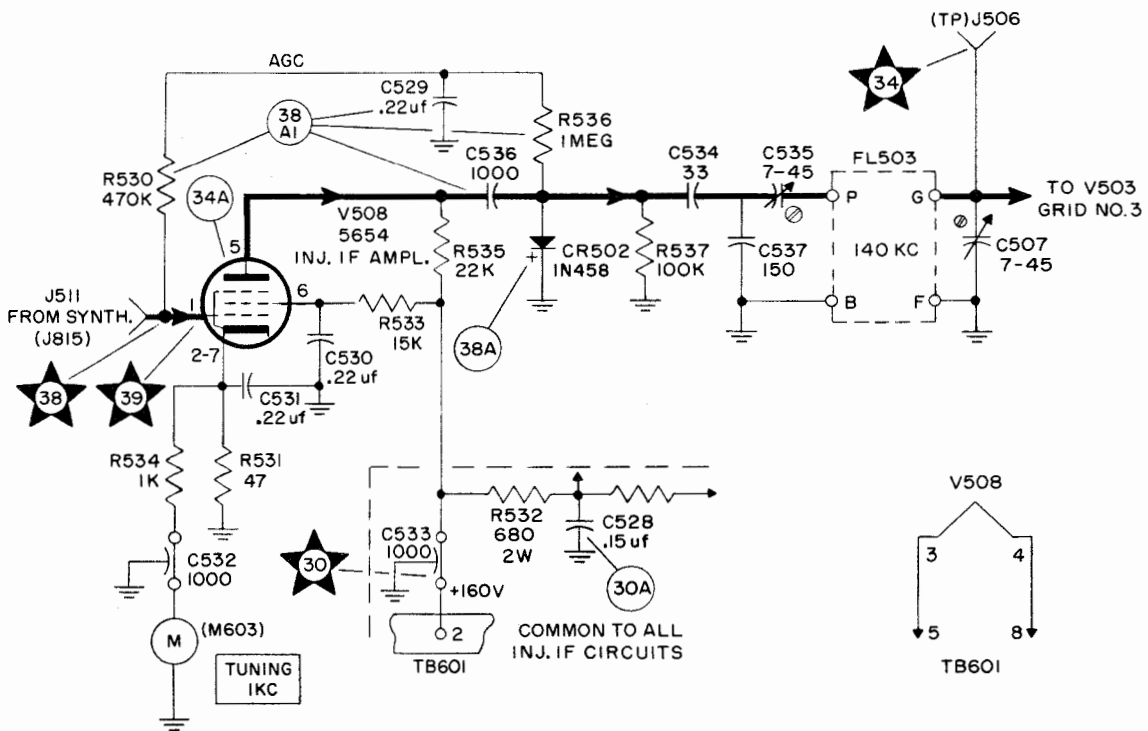 (TP)J506
AGC
34
C529
.22uf
38
A1
R536
1MEG
C536
1000
C534
33
C535
7-45
FL503
R530
470K
34A
P
G
TO V503
GRID NO.3
5
V508
5654
INJ. IF AMPL.
R535
22K
CR502
1N458
+
R537
100K
C537
150
140 KC
C507
7-45
J511
FROM SYNTH.
(J815)
1
6
R533
15K
B
F
38A
2-7
C530
.22uf
38
39
C531
.22uf
R534
1K
R531
47
V508
R532
680
2W
C528
.15uf
C533
1000
30
C532
1000
+160V
30A
3
4
M
(M603)
2
COMMON TO ALL
INJ. IF CIRCUITS
5
8
TUNING
1KC
TB601
TB601